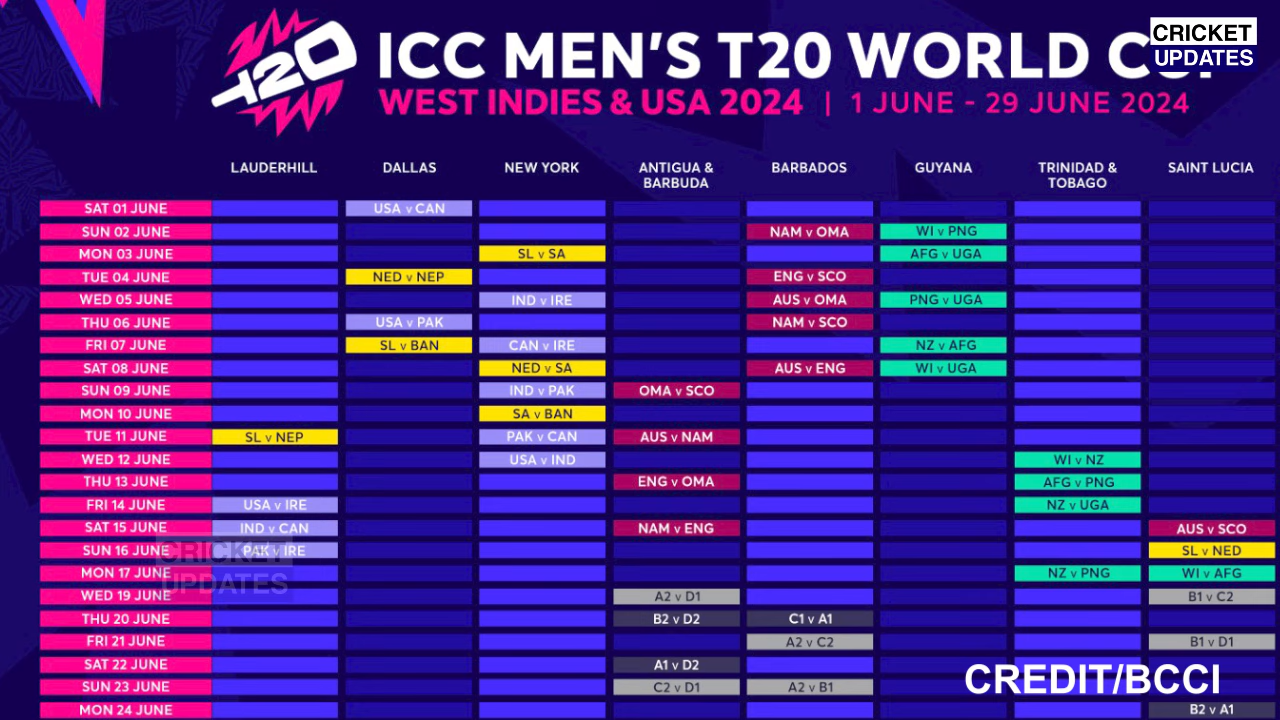 T20
ICC MEN'S T20 WORLD
CRICKET
UPDATES
WEST INDIES & USA 2024 | 1 JUNE - 29 JUNE 2024
LAUDERHILL DALLAS NEW YORK ANTIGUA & BARBUDA BARBADOS GUYANA TRINIDAD & TOBAGO SAINT LUCIA
SAT 01 JUNE USA v CAN
SUN 02 JUNE NAM v OMA WI v PNG
MON 03 JUNE SL v SA AFG v UGA
TUE 04 JUNE NED v NEP ENG v SCO
WED 05 JUNE IND v IRE AUS v OMA PNG v UGA
THU 06 JUNE USA v PAK NAM v SCO
FRI 07 JUNE SL v BAN CAN v IRE NZ v AFG
SAT 08 JUNE NED v SA AUS v ENG WI v UGA
SUN 09 JUNE IND v PAK OMA v SCO
MON 10 JUNE SA v BAN
TUE 11 JUNE SL v NEP PAK v CAN AUS v NAM
WED 12 JUNE USA v IND WI v NZ
THU 13 JUNE ENG v OMA AFG v PNG
FRI 14 JUNE USA v IRE NZ v UGA
SAT 15 JUNE IND v CAN NAM v ENG AUS v SCO
SUN 16 JUNE PAK v IRE SL v NED
CRICKET
UPDATES
MON 17 JUNE NZ v PNG WI v AFG
WED 19 JUNE A2 v D1 B1 v C2
THU 20 JUNE B2 v D2 C1 v A1
FRI 21 JUNE A2 v C2 B1 v D1
SAT 22 JUNE A1 v D2
SUN 23 JUNE C2 v D1 A2 v B1
CREDIT/BCCI
MON 24 JUNE B2 v A1